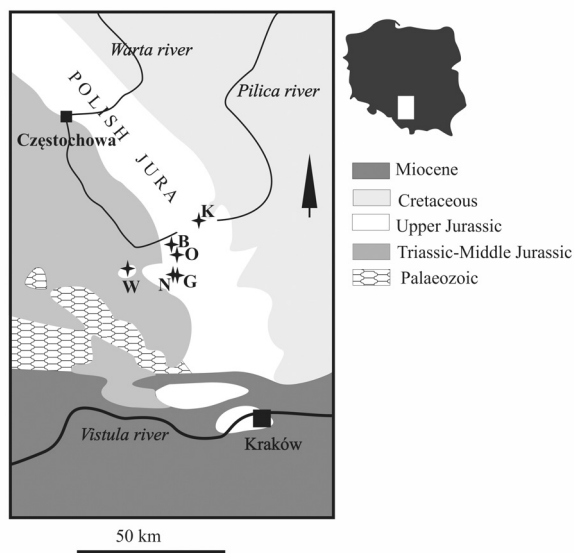 Warta river
Pilica river
POLISH JURA
Częstochowa
K
B
O
W
N
G
Vistula river
Kraków
50 km
Miocene
Cretaceous
Upper Jurassic
Triassic-Middle Jurassic
Palaeozoic